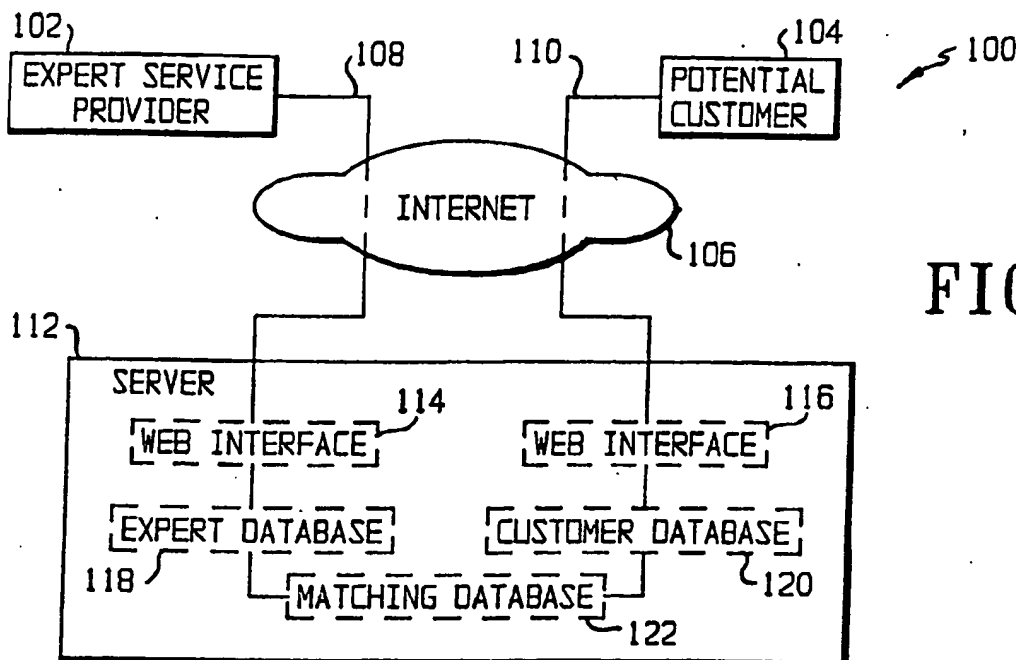 102
EXPERT SERVICE
PROVIDER
108
110
104
POTENTIAL
CUSTOMER
100
INTERNET
106
FIG
112
SERVER
114
WEB INTERFACE
116
WEB INTERFACE
EXPERT DATABASE
118
CUSTOMER DATABASE
120
MATCHING DATABASE
122